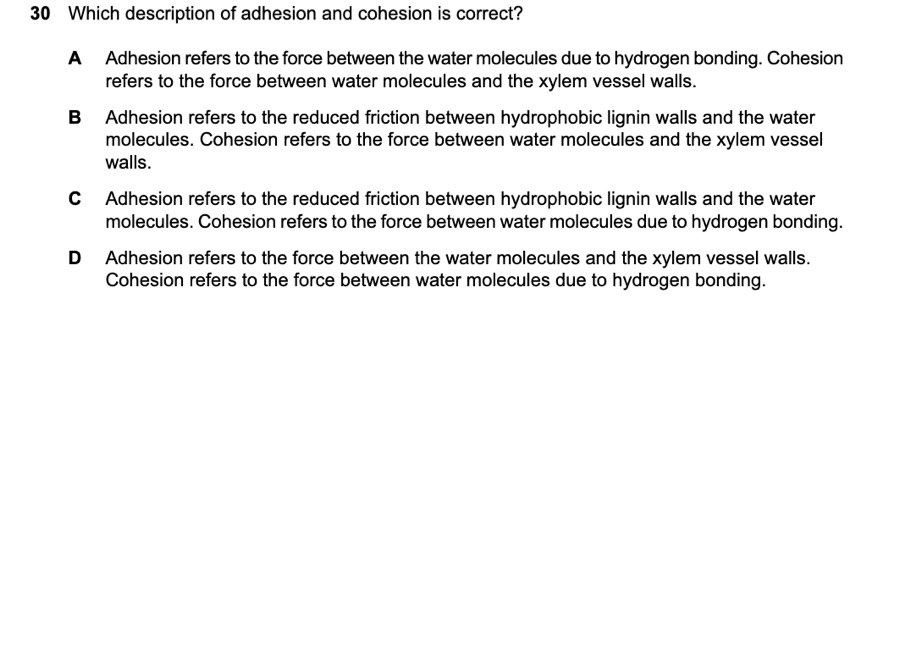 30 Which description of adhesion and cohesion is correct?
A Adhesion refers to the force between the water molecules due to hydrogen bonding. Cohesion
refers to the force between water molecules and the xylem vessel walls.
B Adhesion refers to the reduced friction between hydrophobic lignin walls and the water
molecules. Cohesion refers to the force between water molecules and the xylem vessel
walls.
C Adhesion refers to the reduced friction between hydrophobic lignin walls and the water
molecules. Cohesion refers to the force between water molecules due to hydrogen bonding.
D Adhesion refers to the force between the water molecules and the xylem vessel walls.
Cohesion refers to the force between water molecules due to hydrogen bonding.